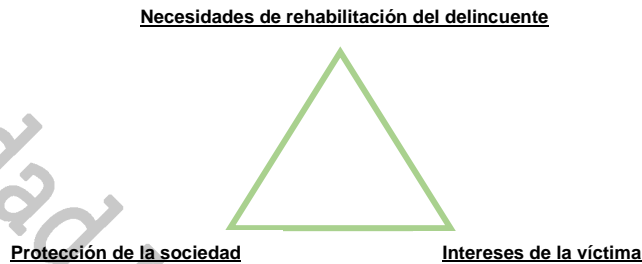 Necesidades de rehabilitación del delincuente
Protección de la sociedad
Intereses de la víctima